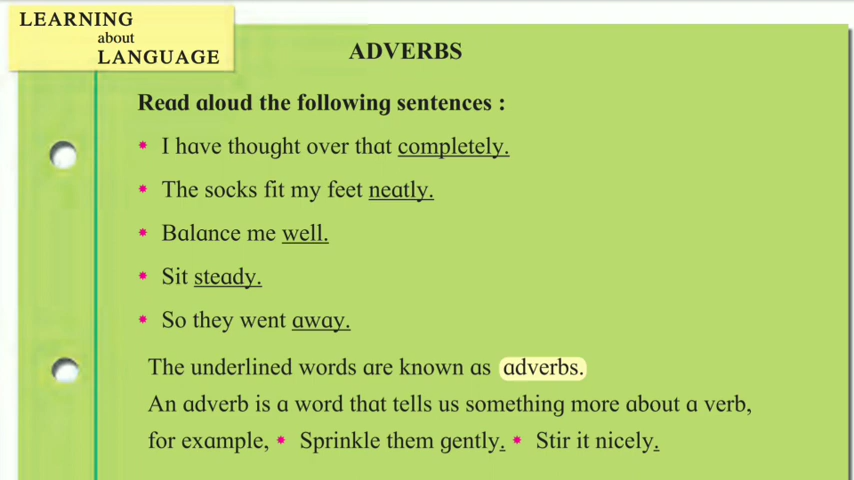 LEARNING
about
LANGUAGE
ADVERBS
Read aloud the following sentences :
* I have thought over that completely.
* The socks fit my feet neatly.
* Balance me well.
* Sit steady.
* So they went away.
The underlined words are known as adverbs.
An adverb is a word that tells us something more about a verb,
for example, * Sprinkle them gently. * Stir it nicely.